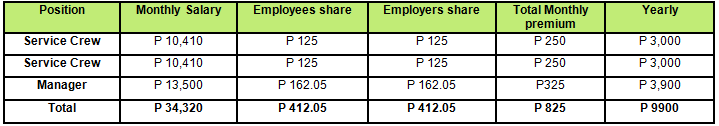 Position Monthly Salary Employees share Employers share Total Monthly premium Yearly
Service Crew P 10,410 P 125 P 125 P 250 P 3,000
Service Crew P 10,410 P 125 P 125 P 250 P 3,000
Manager P 13,500 P 162.05 P 162.05 P325 P 3,900
Total P 34,320 P 412.05 P 412.05 P 825 P 9900